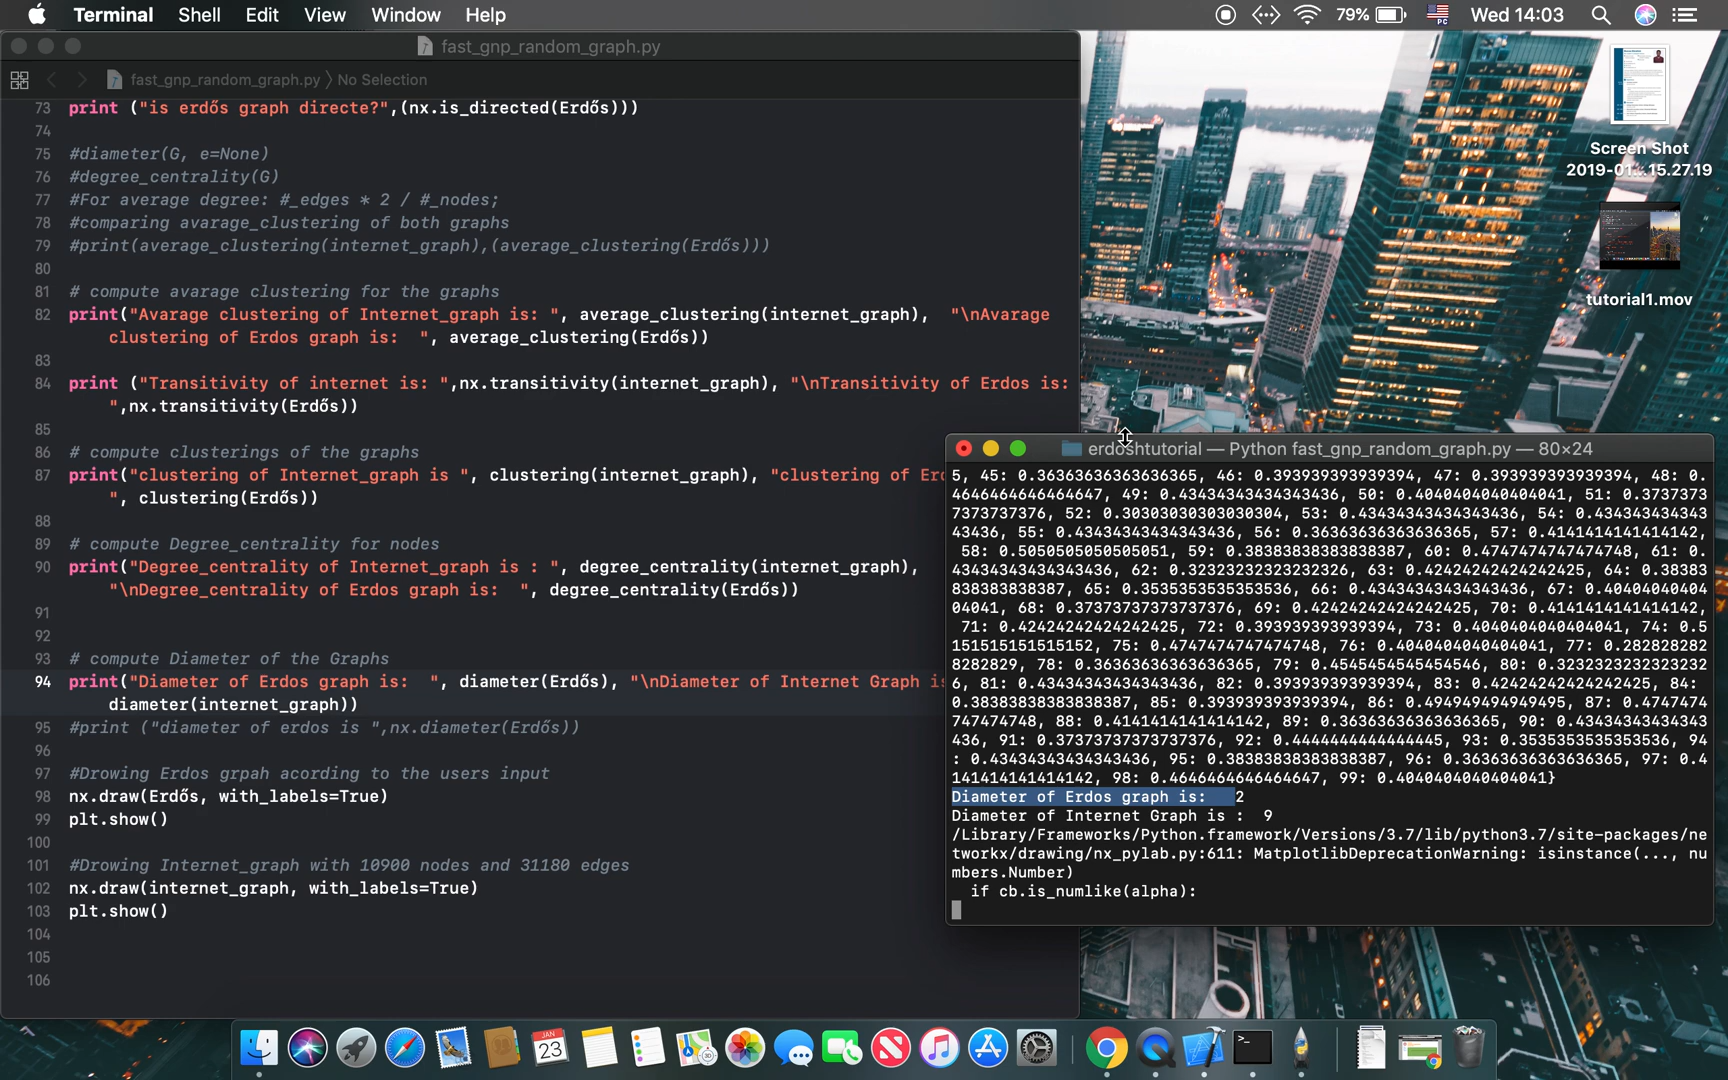 Terminal Shell Edit View Window Help 79% Wed 14:03
fast_gnp_random_graph.py
fast_gnp_random_graph.py No Selection
73 print ("is erdős graph directe?",(nx.is_directed(Erdős)))
74
75 #diameter(G, e=None)
76 #degree_centrality(G)
77 #For average degree: #_edges * 2 / #_nodes;
78 #comparing avarage_clustering of both graphs
79 #print(average_clustering(internet_graph),(average_clustering(Erdős)))
80
81 # compute avarage clustering for the graphs
82 print("Avarage clustering of Internet_graph is: ", average_clustering(internet_graph), "\nAvarage
clustering of Erdos graph is:  ", average_clustering(Erdős))
83
84 print ("Transitivity of internet is: ",nx.transitivity(internet_graph), "\nTransitivity of Erdos is:
",nx.transitivity(Erdős))
85
86 # compute clusterings of the graphs
87 print("clustering of Internet_graph is ", clustering(internet_graph), "clustering of Erd
", clustering(Erdős))
88
89 # compute Degree_centrality for nodes
90 print("Degree_centrality of Internet_graph is : ", degree_centrality(internet_graph),
"\nDegree_centrality of Erdos graph is:  ", degree_centrality(Erdős))
91
92
93 # compute Diameter of the Graphs
94 print("Diameter of Erdos graph is:  ", diameter(Erdős), "\nDiameter of Internet Graph is
diameter(internet_graph))
95 #print ("diameter of erdos is ",nx.diameter(Erdős))
96
97 #Drowing Erdos grpah acording to the users input
98 nx.draw(Erdős, with_labels=True)
99 plt.show()
100
101 #Drowing Internet_graph with 10900 nodes and 31180 edges
102 nx.draw(internet_graph, with_labels=True)
103 plt.show()
104
105
106
Screen Shot
2019-01...15.27.19
tutorial1.mov
erdoshtutorial — Python fast_gnp_random_graph.py — 80×24
5, 45: 0.36363636363636365, 46: 0.393939393939394, 47: 0.393939393939394, 48: 0.
4646464646464647, 49: 0.43434343434343436, 50: 0.4040404040404041, 51: 0.3737373
7373737376, 52: 0.30303030303030304, 53: 0.43434343434343436, 54: 0.434343434343
43436, 55: 0.43434343434343436, 56: 0.36363636363636365, 57: 0.4141414141414142,
58: 0.5050505050505051, 59: 0.38383838383838387, 60: 0.4747474747474748, 61: 0.
43434343434343436, 62: 0.32323232323232326, 63: 0.42424242424242425, 64: 0.38383
838383838387, 65: 0.3535353535353536, 66: 0.43434343434343436, 67: 0.40404040404
04041, 68: 0.37373737373737376, 69: 0.42424242424242425, 70: 0.4141414141414142,
71: 0.42424242424242425, 72: 0.393939393939394, 73: 0.4040404040404041, 74: 0.5
151515151515152, 75: 0.4747474747474748, 76: 0.4040404040404041, 77: 0.282828282
8282829, 78: 0.36363636363636365, 79: 0.4545454545454546, 80: 0.3232323232323232
6, 81: 0.43434343434343436, 82: 0.393939393939394, 83: 0.42424242424242425, 84:
0.38383838383838387, 85: 0.393939393939394, 86: 0.494949494949495, 87: 0.4747474
747474748, 88: 0.4141414141414142, 89: 0.36363636363636365, 90: 0.43434343434343
436, 91: 0.37373737373737376, 92: 0.4444444444444445, 93: 0.3535353535353536, 94
: 0.43434343434343436, 95: 0.38383838383838387, 96: 0.36363636363636365, 97: 0.4
141414141414142, 98: 0.4646464646464647, 99: 0.4040404040404041}
Diameter of Erdos graph is:   2
Diameter of Internet Graph is :  9
/Library/Frameworks/Python.framework/Versions/3.7/lib/python3.7/site-packages/ne
tworkx/drawing/nx_pylab.py:611: MatplotlibDeprecationWarning: isinstance(..., nu
mbers.Number)
if cb.is_numlike(alpha):
JAN
23